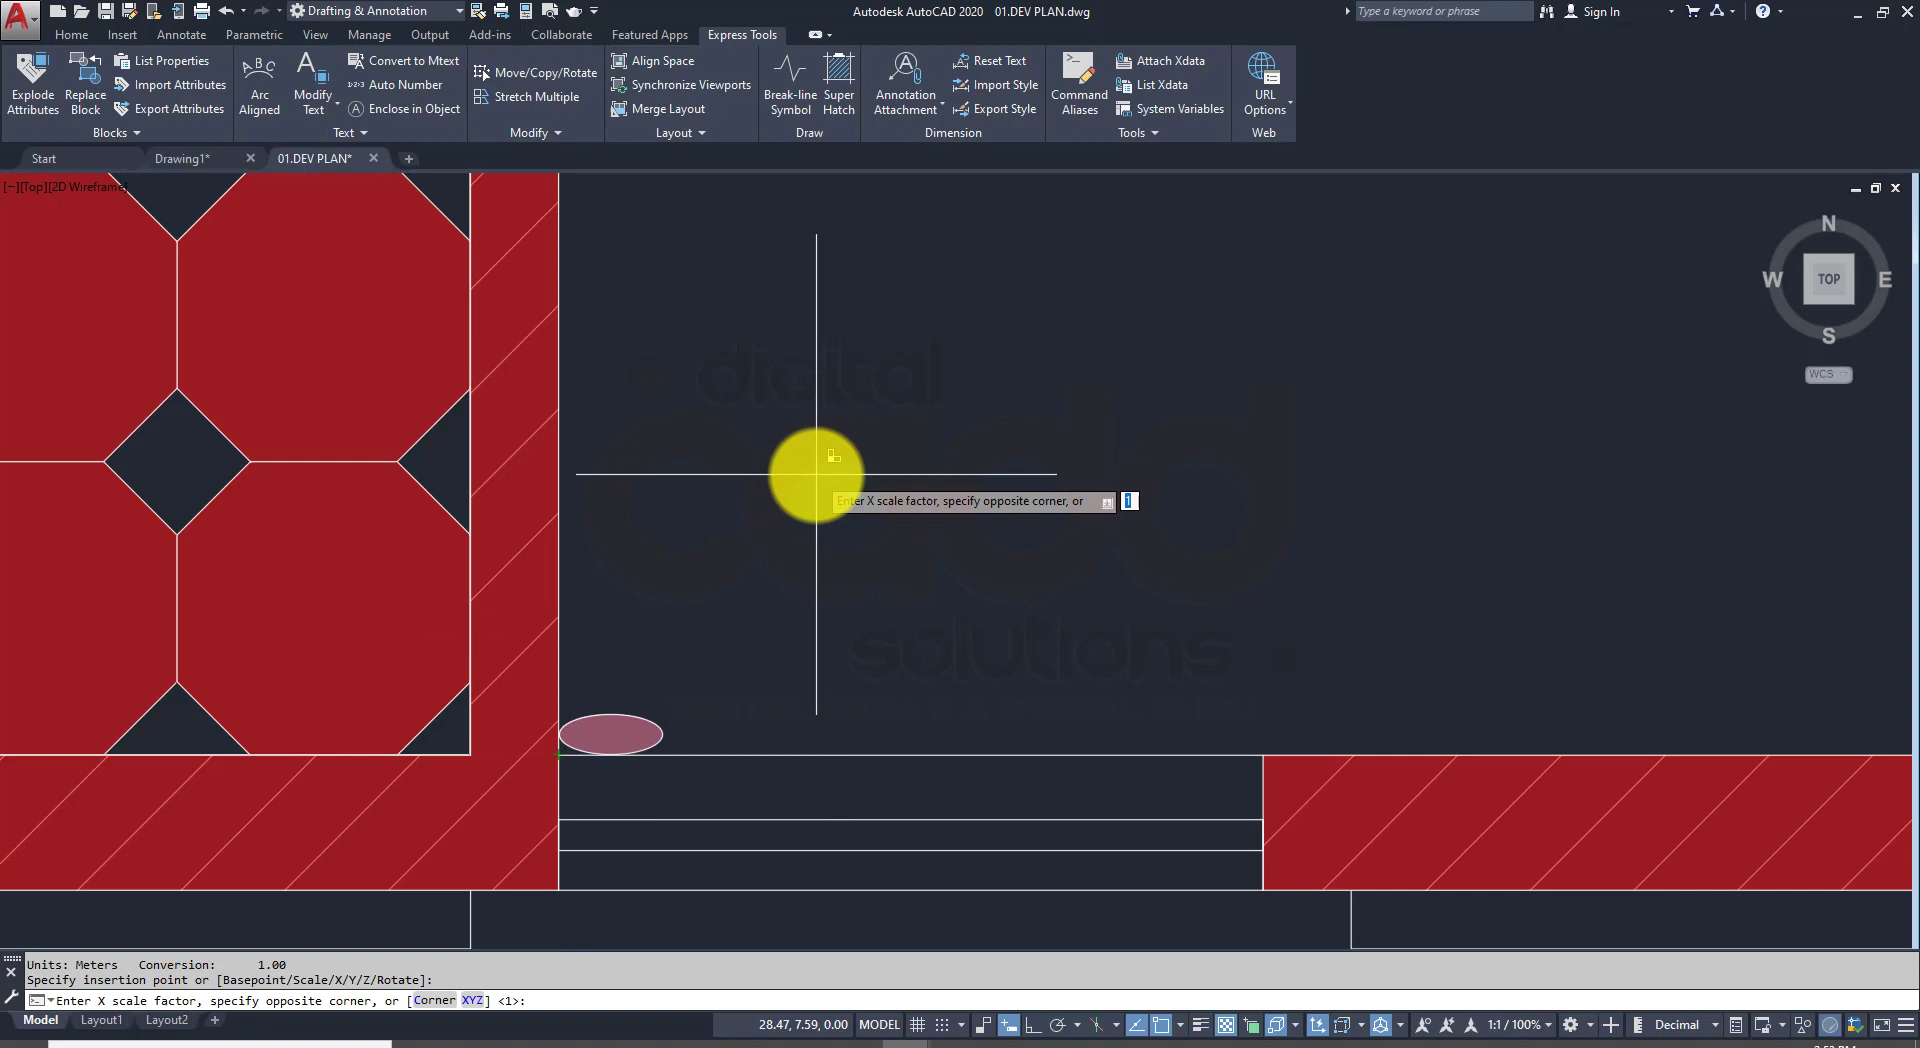 Drafting & Annotation
Autodesk AutoCAD 2020 01.DEV PLAN.dwg
Type a keyword or phrase
Sign In
Home Insert Annotate Parametric View Manage Output Add-ins Collaborate Featured Apps Express Tools
Explode Attributes
Replace Block
List Properties
Import Attributes
Export Attributes
Blocks
Arc Aligned
Modify Text
Convert to Mtext
Auto Number
Enclose in Object
Text
Move/Copy/Rotate
Stretch Multiple
Modify
Align Space
Synchronize Viewports
Merge Layout
Layout
Break-line Symbol
Super Hatch
Draw
Annotation Attachment
Reset Text
Import Style
Export Style
Dimension
Command Aliases
Attach Xdata
List Xdata
System Variables
Tools
URL Options
Web
Start Drawing1* 01.DEV PLAN*
[−][Top][2D Wireframe]
N
W TOP E
S
WCS
digital
cadd
solutions
Enter X scale factor, specify opposite corner, or 1
Units: Meters Conversion: 1.00
Specify insertion point or [Basepoint/Scale/X/Y/Z/Rotate]:
Enter X scale factor, specify opposite corner, or [Corner XYZ] <1>:
Model Layout1 Layout2
28.47, 7.59, 0.00 MODEL 1:1 / 100% Decimal